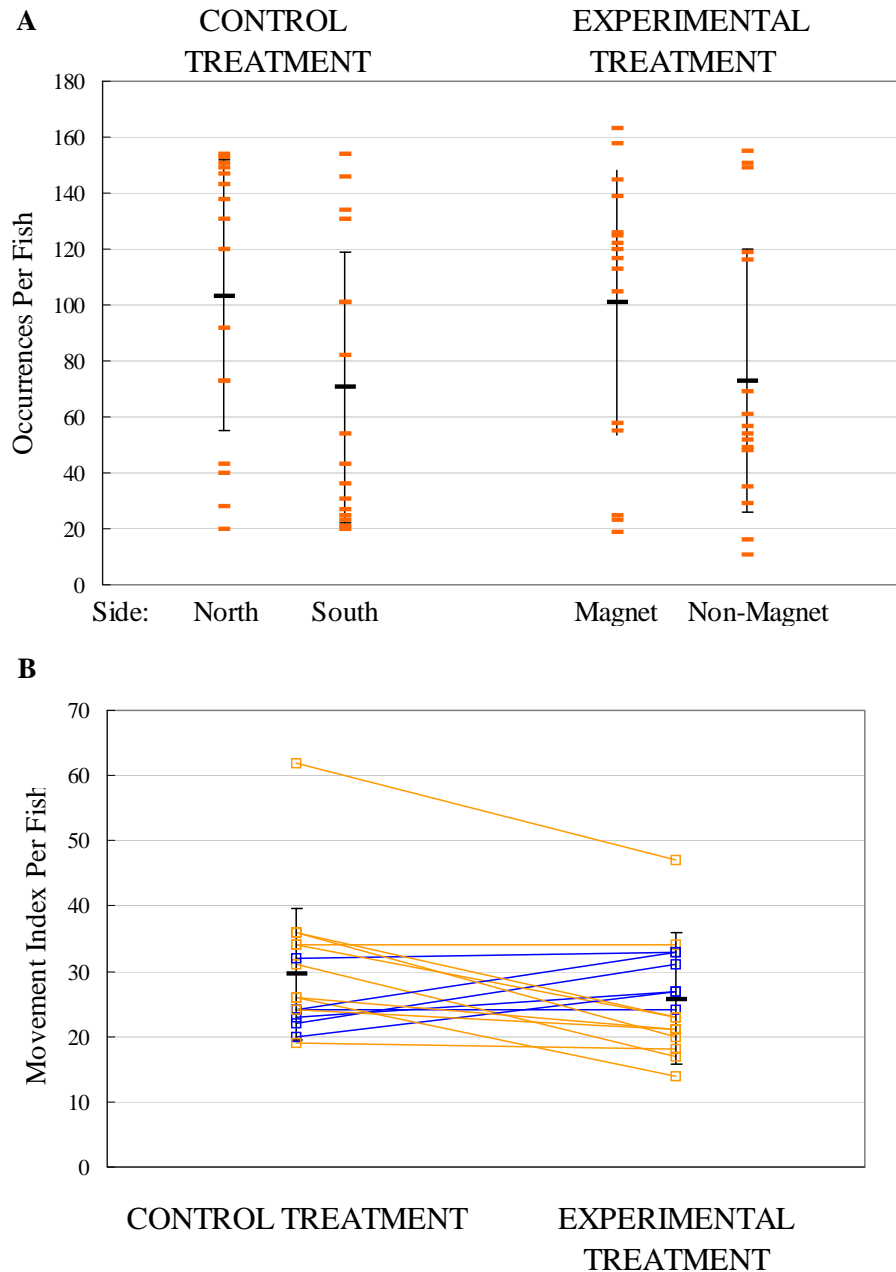 A
CONTROL
TREATMENT
EXPERIMENTAL
TREATMENT
Occurrences Per Fish
180
160
140
120
100
80
60
40
20
0
Side: North South Magnet Non-Magnet
B
Movement Index Per Fish
70
60
50
40
30
20
10
0
CONTROL TREATMENT
EXPERIMENTAL
TREATMENT